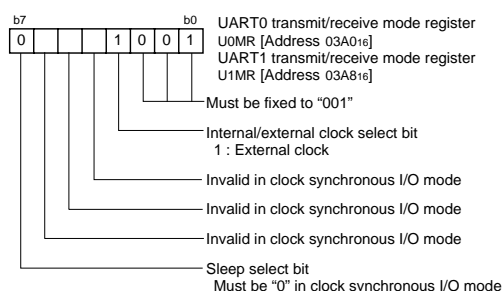 b7 b0
0 1 0 0 1
UART0 transmit/receive mode register
U0MR [Address 03A016]
UART1 transmit/receive mode register
U1MR [Address 03A816]
Must be fixed to “001”
Internal/external clock select bit
1 : External clock
Invalid in clock synchronous I/O mode
Invalid in clock synchronous I/O mode
Invalid in clock synchronous I/O mode
Sleep select bit
Must be “0” in clock synchronous I/O mode